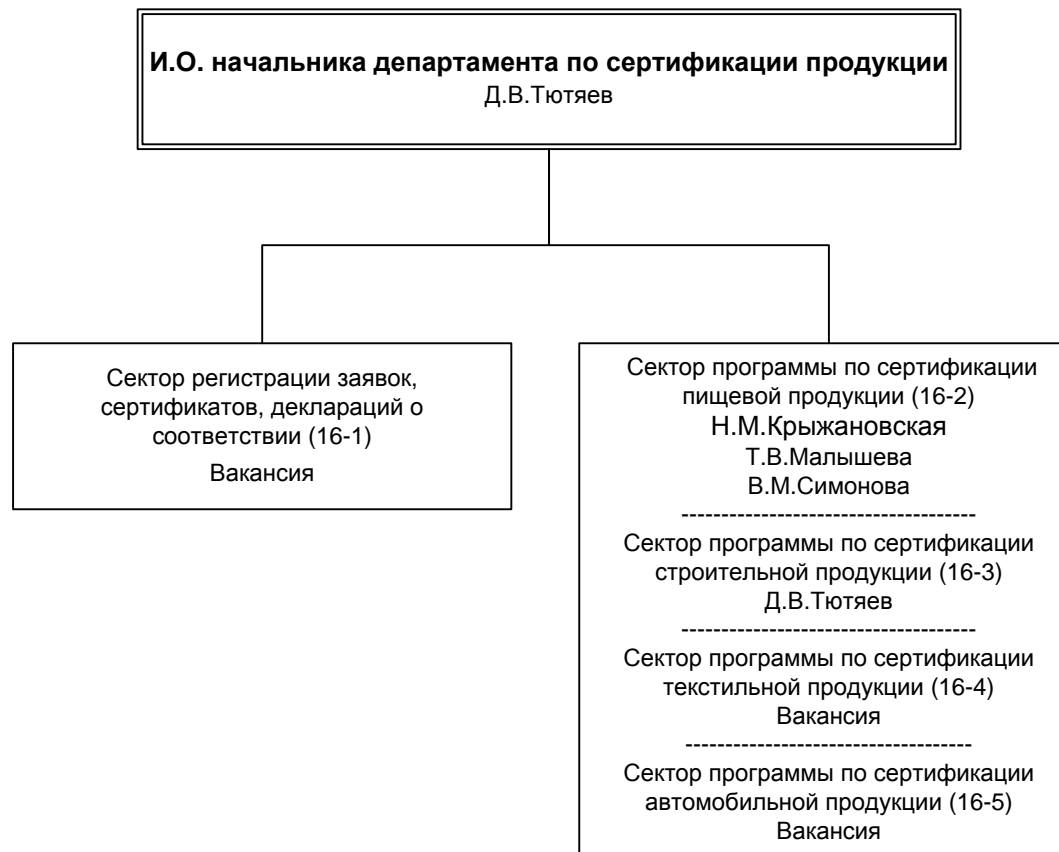 И.О. начальника департамента по сертификации продукции
Д.В.Тютяев
Сектор регистрации заявок,
сертификатов, деклараций о
соответствии (16-1)
Вакансия
Сектор программы по сертификации
пищевой продукции (16-2)
Н.М.Крыжановская
Т.В.Малышева
В.М.Симонова
-------------------------------------
Сектор программы по сертификации
строительной продукции (16-3)
Д.В.Тютяев
-------------------------------------
Сектор программы по сертификации
текстильной продукции (16-4)
Вакансия
------------------------------------
Сектор программы по сертификации
автомобильной продукции (16-5)
Вакансия